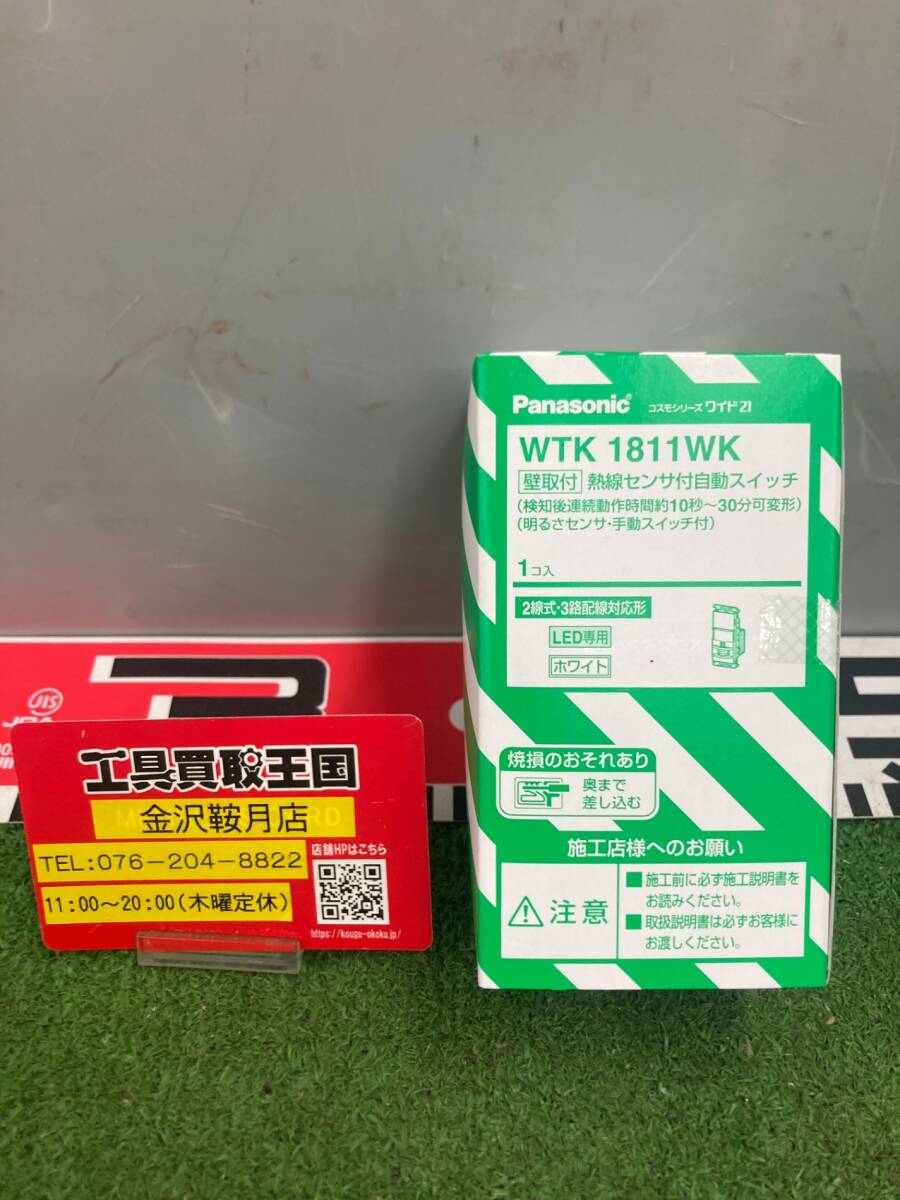 Panasonic コスモシリーズ ワイド21
WTK 1811WK
壁取付 熱線センサ付自動スイッチ
(検知後連続動作時間約10秒〜30分可変形)
(明るさセンサ・手動スイッチ付)
1コ入
2線式・3路配線対応形
LED専用
ホワイト
焼損のおそれあり
奥まで
差し込む
施工店様へのお願い
注意
■施工前に必ず施工説明書を
お読みください。
■取扱説明書は必ずお客様に
お渡しください。
JIS
工具買取王国
金沢鞍月店
TEL:076-204-8822
店舗HPはこちら
11:00〜20:00(木曜定休)
https://kougu-okoku.jp/